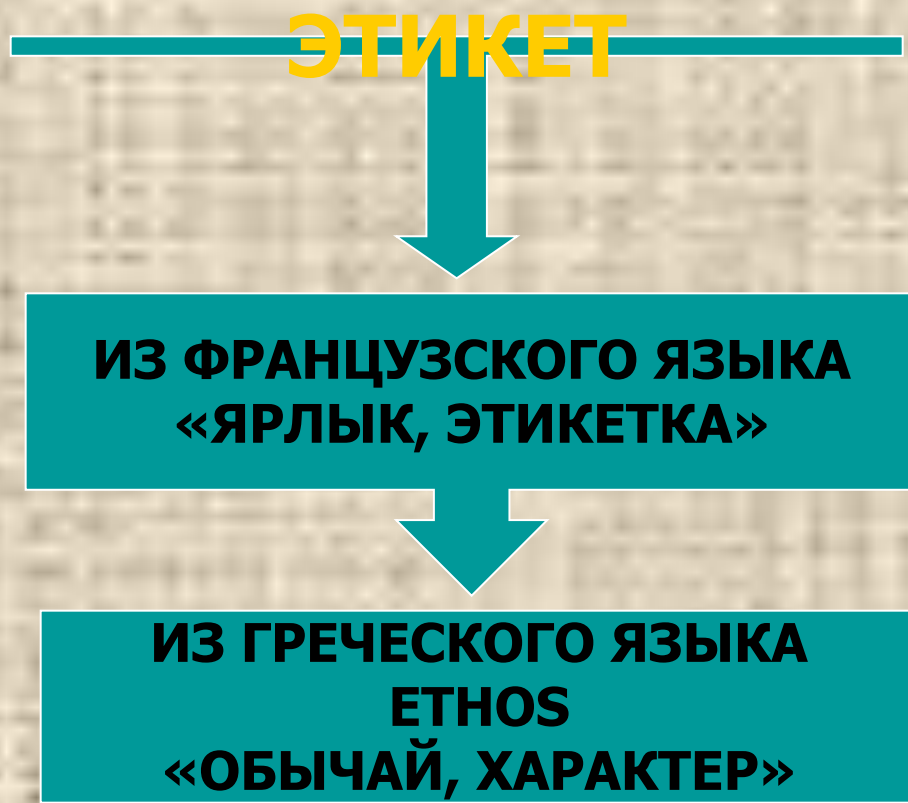 ЭТИКЕТ
ИЗ ФРАНЦУЗСКОГО ЯЗЫКА
«ЯРЛЫК, ЭТИКЕТКА»
ИЗ ГРЕЧЕСКОГО ЯЗЫКА
ETHOS
«ОБЫЧАЙ, ХАРАКТЕР»